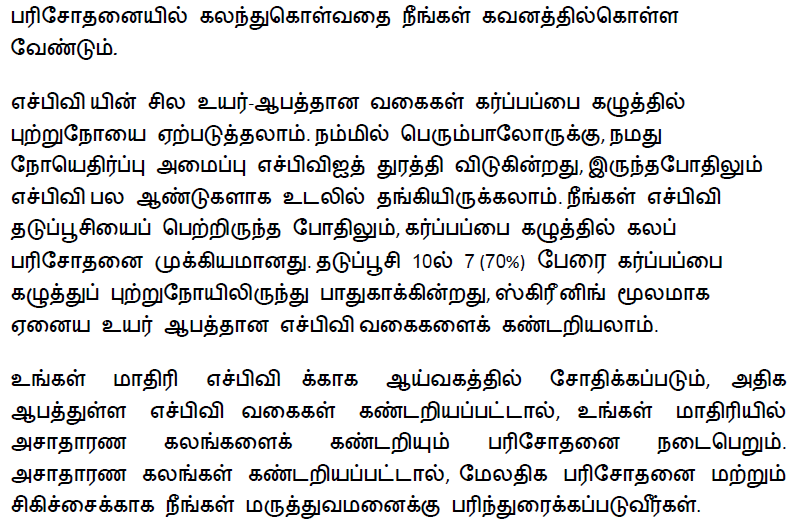 பரிசோதனையில் கலந்துகொள்வதை நீங்கள் கவனத்தில்கொள்ள
வேண்டும்.
எச்பிவி யின் சில உயர்-ஆபத்தான வகைகள் கர்ப்பப்பை கழுத்தில்
புற்றுநோயை ஏற்படுத்தலாம். நம்மில் பெரும்பாலோருக்கு, நமது
நோயெதிர்ப்பு அமைப்பு எச்பிவிஐத் துரத்தி விடுகின்றது, இருந்தபோதிலும்
எச்பிவி பல ஆண்டுகளாக உடலில் தங்கியிருக்கலாம். நீங்கள் எச்பிவி
தடுப்பூசியைப் பெற்றிருந்த போதிலும், கர்ப்பப்பை கழுத்தில் கலப்
பரிசோதனை முக்கியமானது. தடுப்பூசி 10ல் 7 (70%) பேரை கர்ப்பப்பை
கழுத்துப் புற்றுநோயிலிருந்து பாதுகாக்கின்றது, ஸ்கிரீனிங் மூலமாக
ஏனைய உயர் ஆபத்தான எச்பிவி வகைகளைக் கண்டறியலாம்.
உங்கள் மாதிரி எச்பிவி க்காக ஆய்வகத்தில் சோதிக்கப்படும், அதிக
ஆபத்துள்ள எச்பிவி வகைகள் கண்டறியப்பட்டால், உங்கள் மாதிரியில்
அசாதாரண கலங்களைக் கண்டறியும் பரிசோதனை நடைபெறும்.
அசாதாரண கலங்கள் கண்டறியப்பட்டால், மேலதிக பரிசோதனை மற்றும்
சிகிச்சைக்காக நீங்கள் மருத்துவமனைக்கு பரிந்துரைக்கப்படுவீர்கள்.